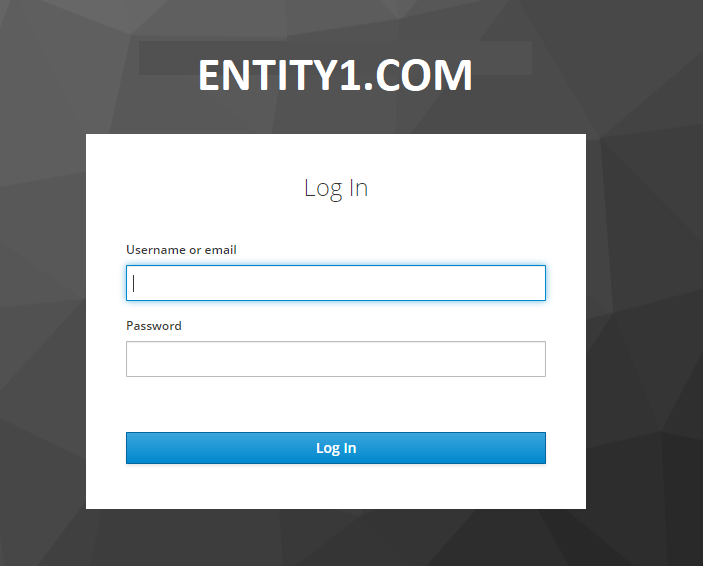 ENTITY1.COM
Log In
Username or email
Password
Log In